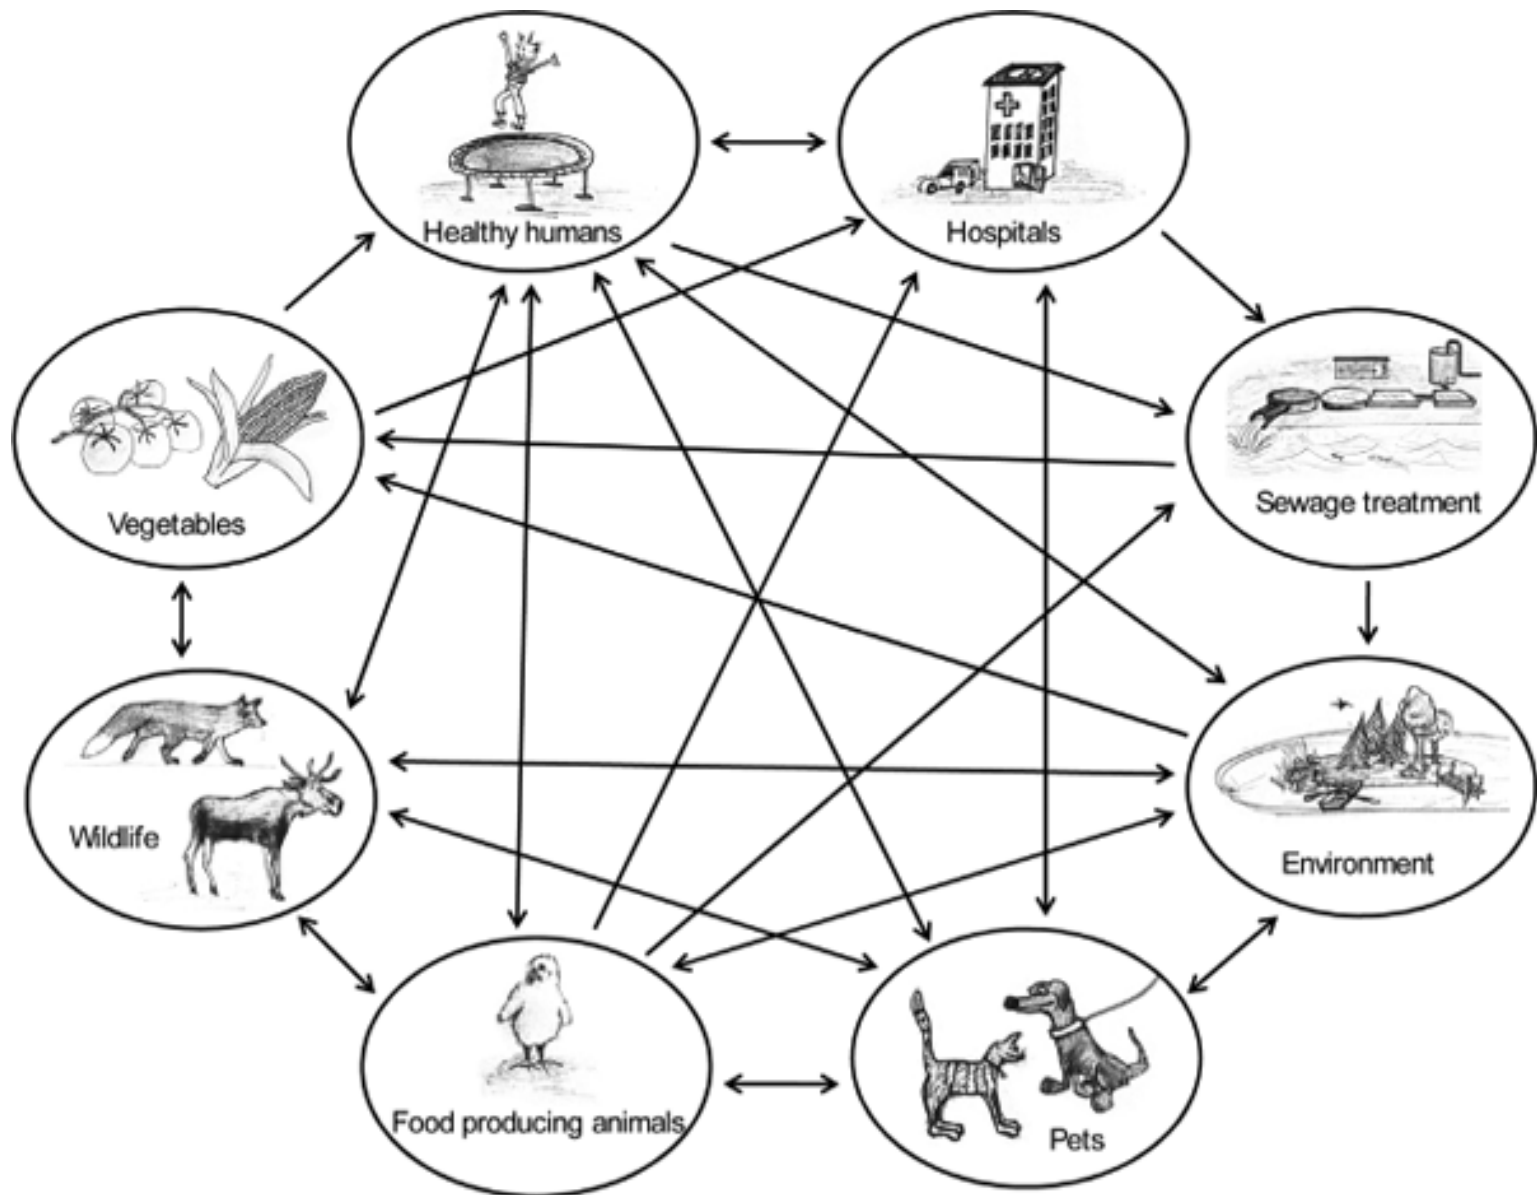 Healthy humans
Hospitals
Vegetables
Sewage treatment
Wildlife
Environment
Food producing animals
Pets